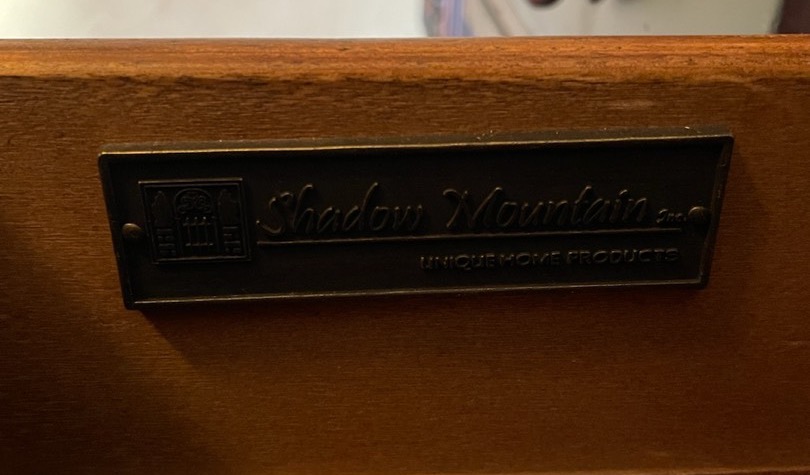 Shadow Mountain Inc.
UNIQUE HOME PRODUCTS